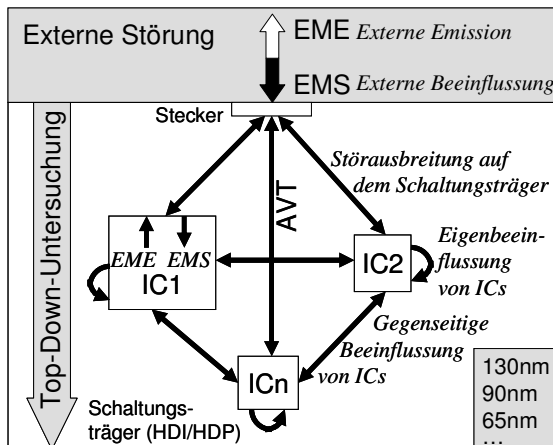 Externe Störung
EME Externe Emission
EMS Externe Beeinflussung
Stecker
Top-Down-Untersuchung
AVT
Störausbreitung auf
dem Schaltungsträger
EME EMS
IC1
IC2
Eigenbeein-
flussung
von ICs
Gegenseitige
Beeinflussung
von ICs
ICn
Schaltungs-
träger (HDI/HDP)
130nm
90nm
65nm
...